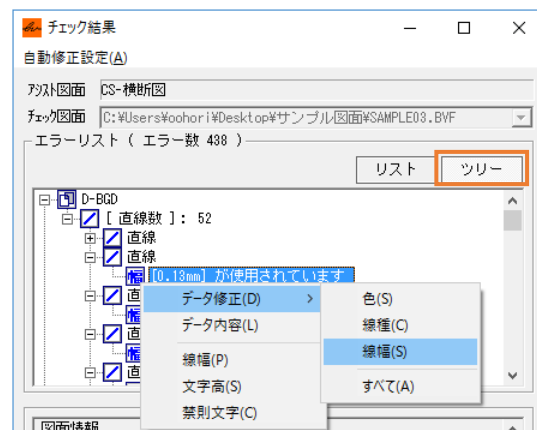 チェック結果
自動修正設定(A)
ｱｼｽﾄ図面 CS-横断図
ﾁｪｯｸ図面 C:¥Users¥oohori¥Desktop¥サンプル図面¥SAMPLE03.BVF
エラーリスト ( エラー数 438 )
リスト ツリー
D-BGD
[ 直線数 ]: 52
直線
直線
幅 [0.13mm] が使用されています
データ修正(D)
データ内容(L)
線幅(P)
文字高(S)
禁則文字(C)
色(S)
線種(C)
線幅(S)
すべて(A)
図面情報